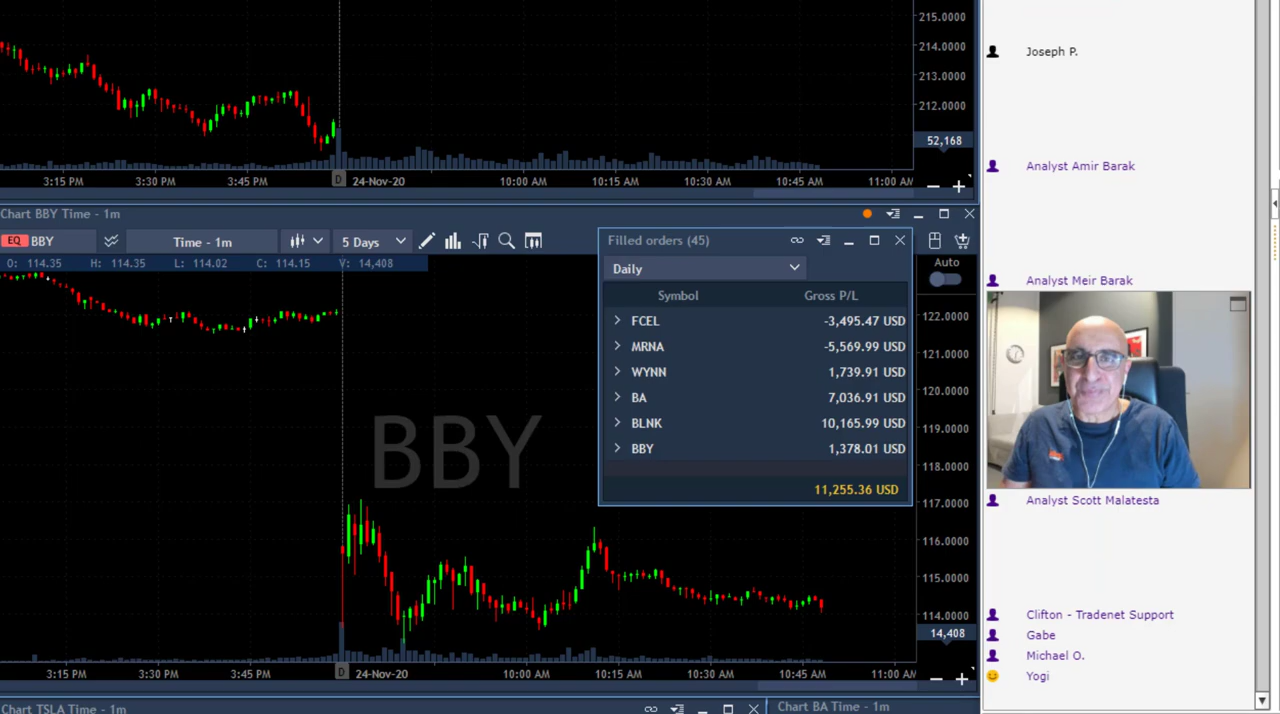 215.0000
214.0000
213.0000
212.0000
52,168
3:15 PM 3:30 PM 3:45 PM D 24-Nov-20 10:00 AM 10:15 AM 10:30 AM 10:45 AM 11:00 AM
Chart BBY Time - 1m
EQ BBY Time - 1m 5 Days
O: 114.35 H: 114.35 L: 114.02 C: 114.15 V: 14,408
Auto
BBY
122.0000
121.0000
120.0000
119.0000
118.0000
117.0000
116.0000
115.0000
114.0000
14,408
3:15 PM 3:30 PM 3:45 PM D 24-Nov-20 10:00 AM 10:15 AM 10:30 AM 10:45 AM 11:00 AM
Filled orders (45)
Daily
Symbol Gross P/L
FCEL -3,495.47 USD
MRNA -5,569.99 USD
WYNN 1,739.91 USD
BA 7,036.91 USD
BLNK 10,165.99 USD
BBY 1,378.01 USD
11,255.36 USD
Chart TSLA Time - 1m
Chart BA Time - 1m
Joseph P.
Analyst Amir Barak
Analyst Meir Barak
Analyst Scott Malatesta
Clifton - Tradenet Support
Gabe
Michael O.
Yogi